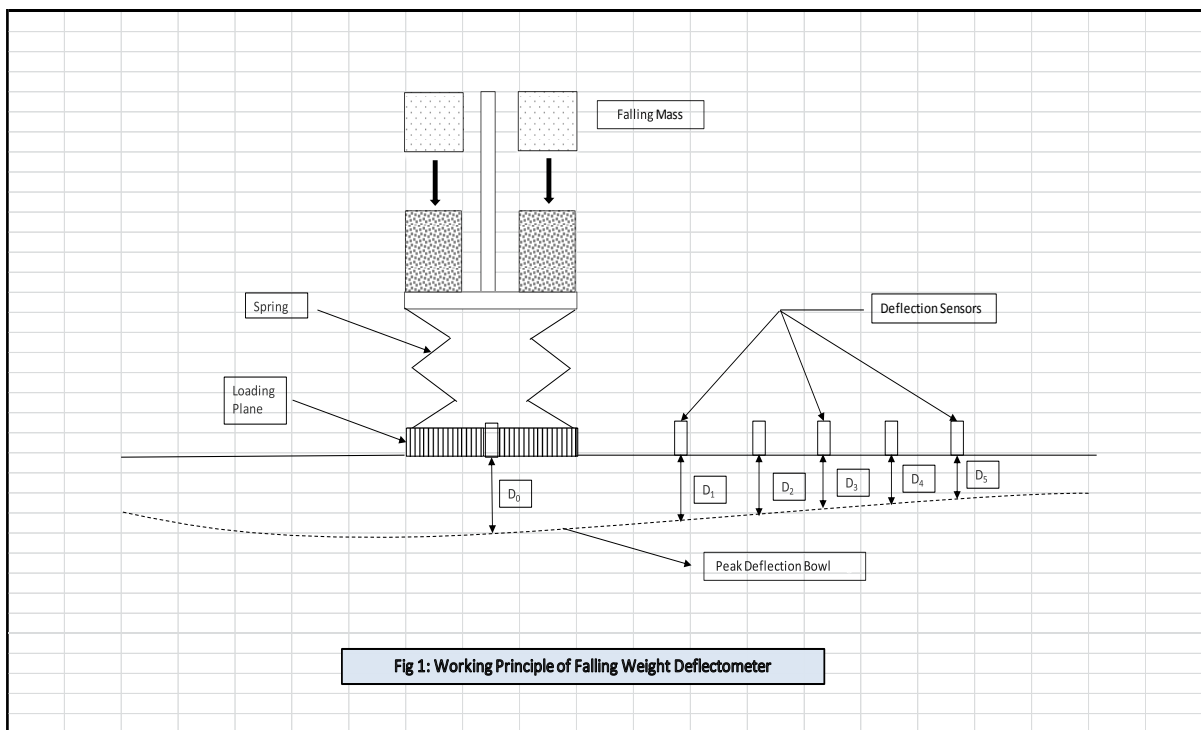 Falling Mass
Spring
Deflection Sensors
Loading
Plane
D₀
D₁
D₂
D₃
D₄
D₅
Peak Deflection Bowl
Fig 1: Working Principle of Falling Weight Deflectometer